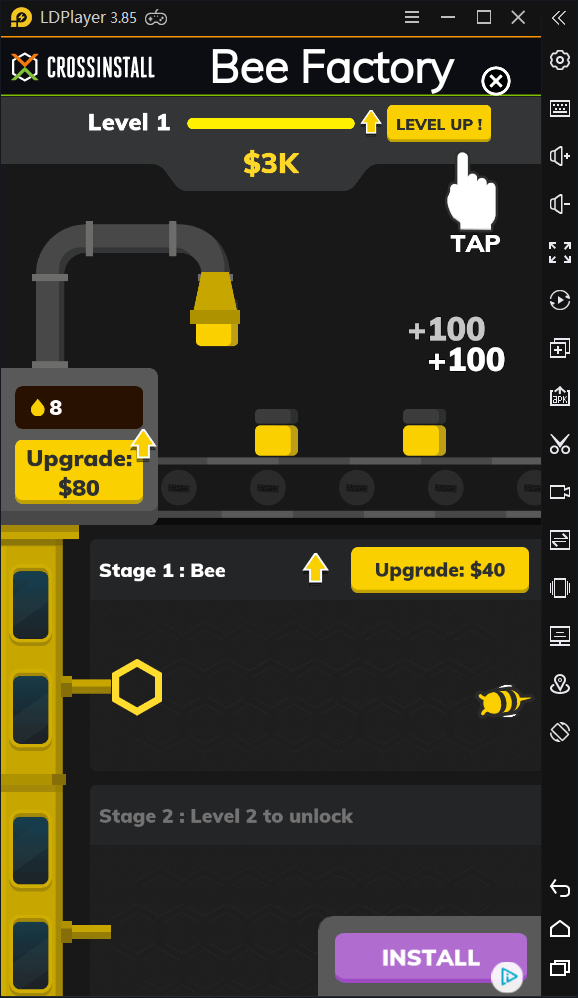 LDPlayer 3.85
CROSSINSTALL
Bee Factory
Level 1
LEVEL UP !
$3K
TAP
+100
+100
8
Upgrade:
$80
Stage 1 : Bee
Upgrade: $40
Stage 2 : Level 2 to unlock
INSTALL
APK